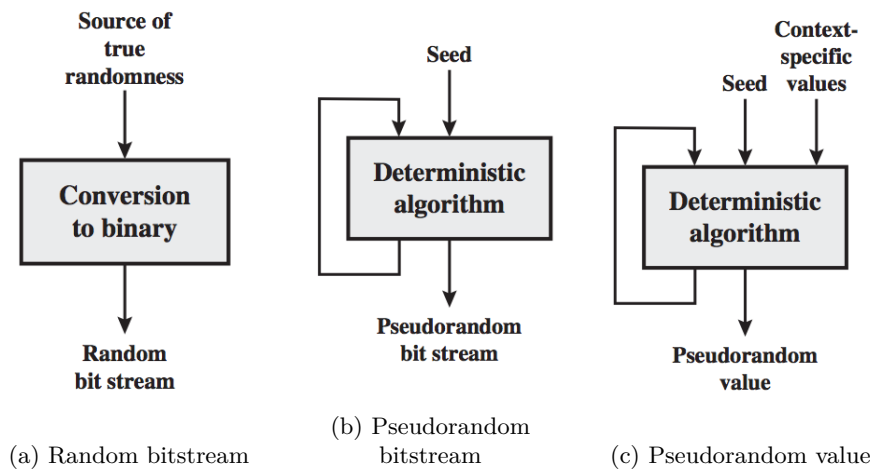 Source of
true
randomness
Conversion
to binary
Random
bit stream
(a) Random bitstream
Seed
Deterministic
algorithm
Pseudorandom
bit stream
(b) Pseudorandom
bitstream
Context-
specific
values
Seed
Deterministic
algorithm
Pseudorandom
value
(c) Pseudorandom value